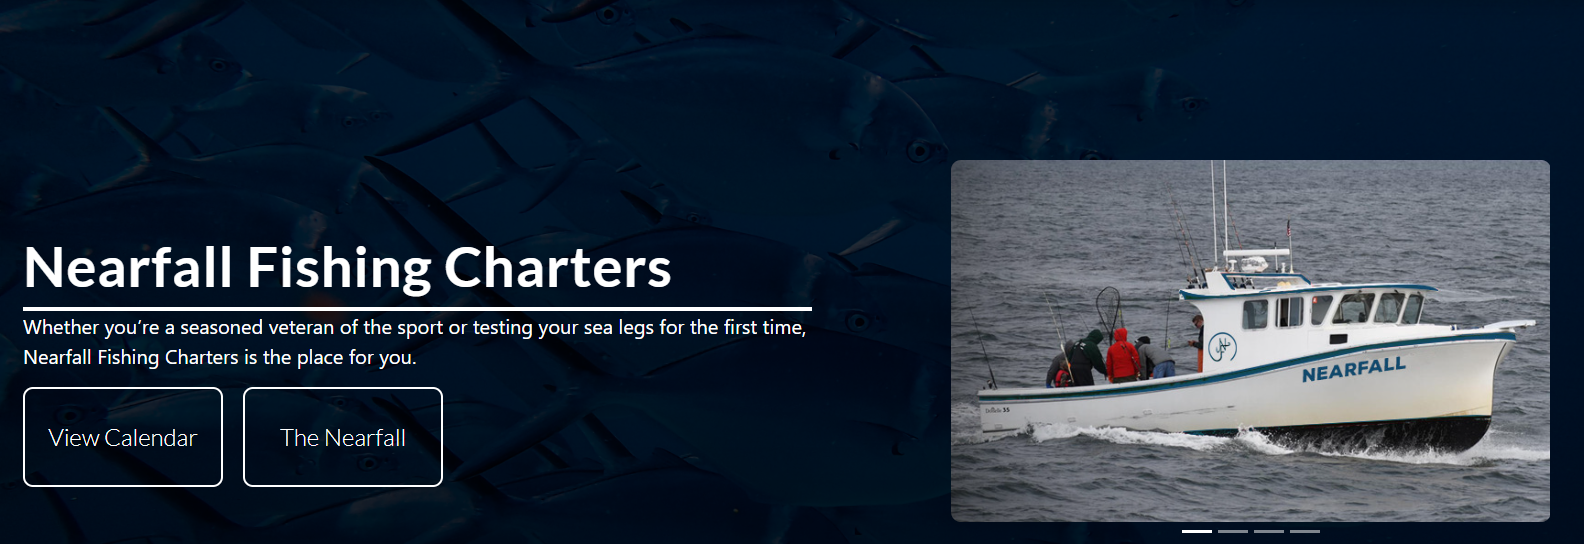 Nearfall Fishing Charters
Whether you’re a seasoned veteran of the sport or testing your sea legs for the first time,
Nearfall Fishing Charters is the place for you.
View Calendar
The Nearfall
NEARFALL
35